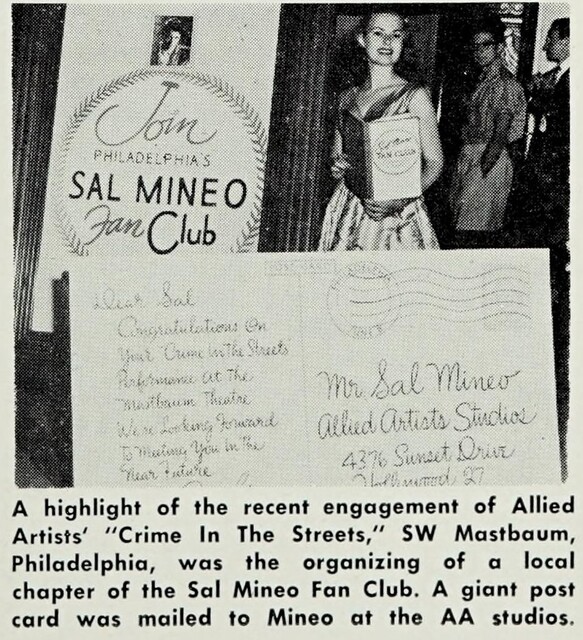 Join
PHILADELPHIA'S
SAL MINEO
Fan Club
Sal Mineo
FAN CLUB
Dear Sal
Congratulations On
Your "Crime In The Streets"
Performance At The
Mastbaum Theatre
We're Looking Forward
To Meeting You In The
Near Future
Mr. Sal Mineo
Allied Artists Studios
4376 Sunset Drive
Hollywood 27
A highlight of the recent engagement of Allied
Artists' "Crime In The Streets," SW Mastbaum,
Philadelphia, was the organizing of a local
chapter of the Sal Mineo Fan Club. A giant post
card was mailed to Mineo at the AA studios.